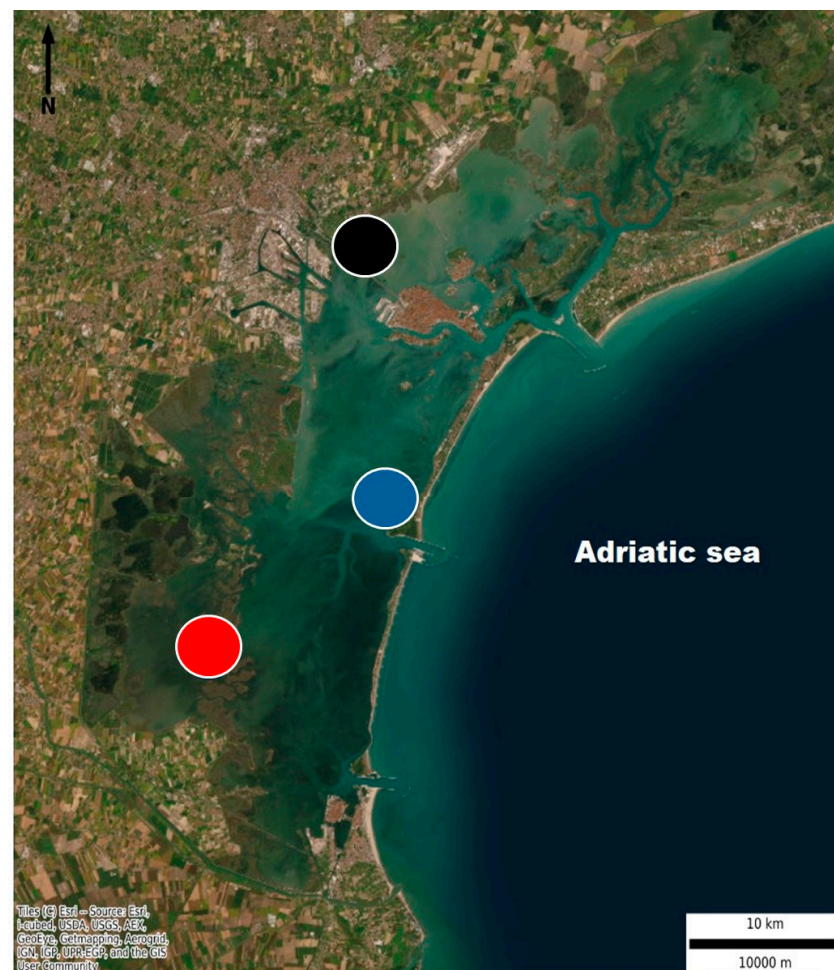 N
Adriatic sea
Tiles (C) Esri -- Source: Esri,
i-cubed, USDA, USGS, AEX,
GeoEye, Getmapping, Aerogrid,
IGN, IGP, UPR-EGP, and the GIS
User Community
10 km
10000 m